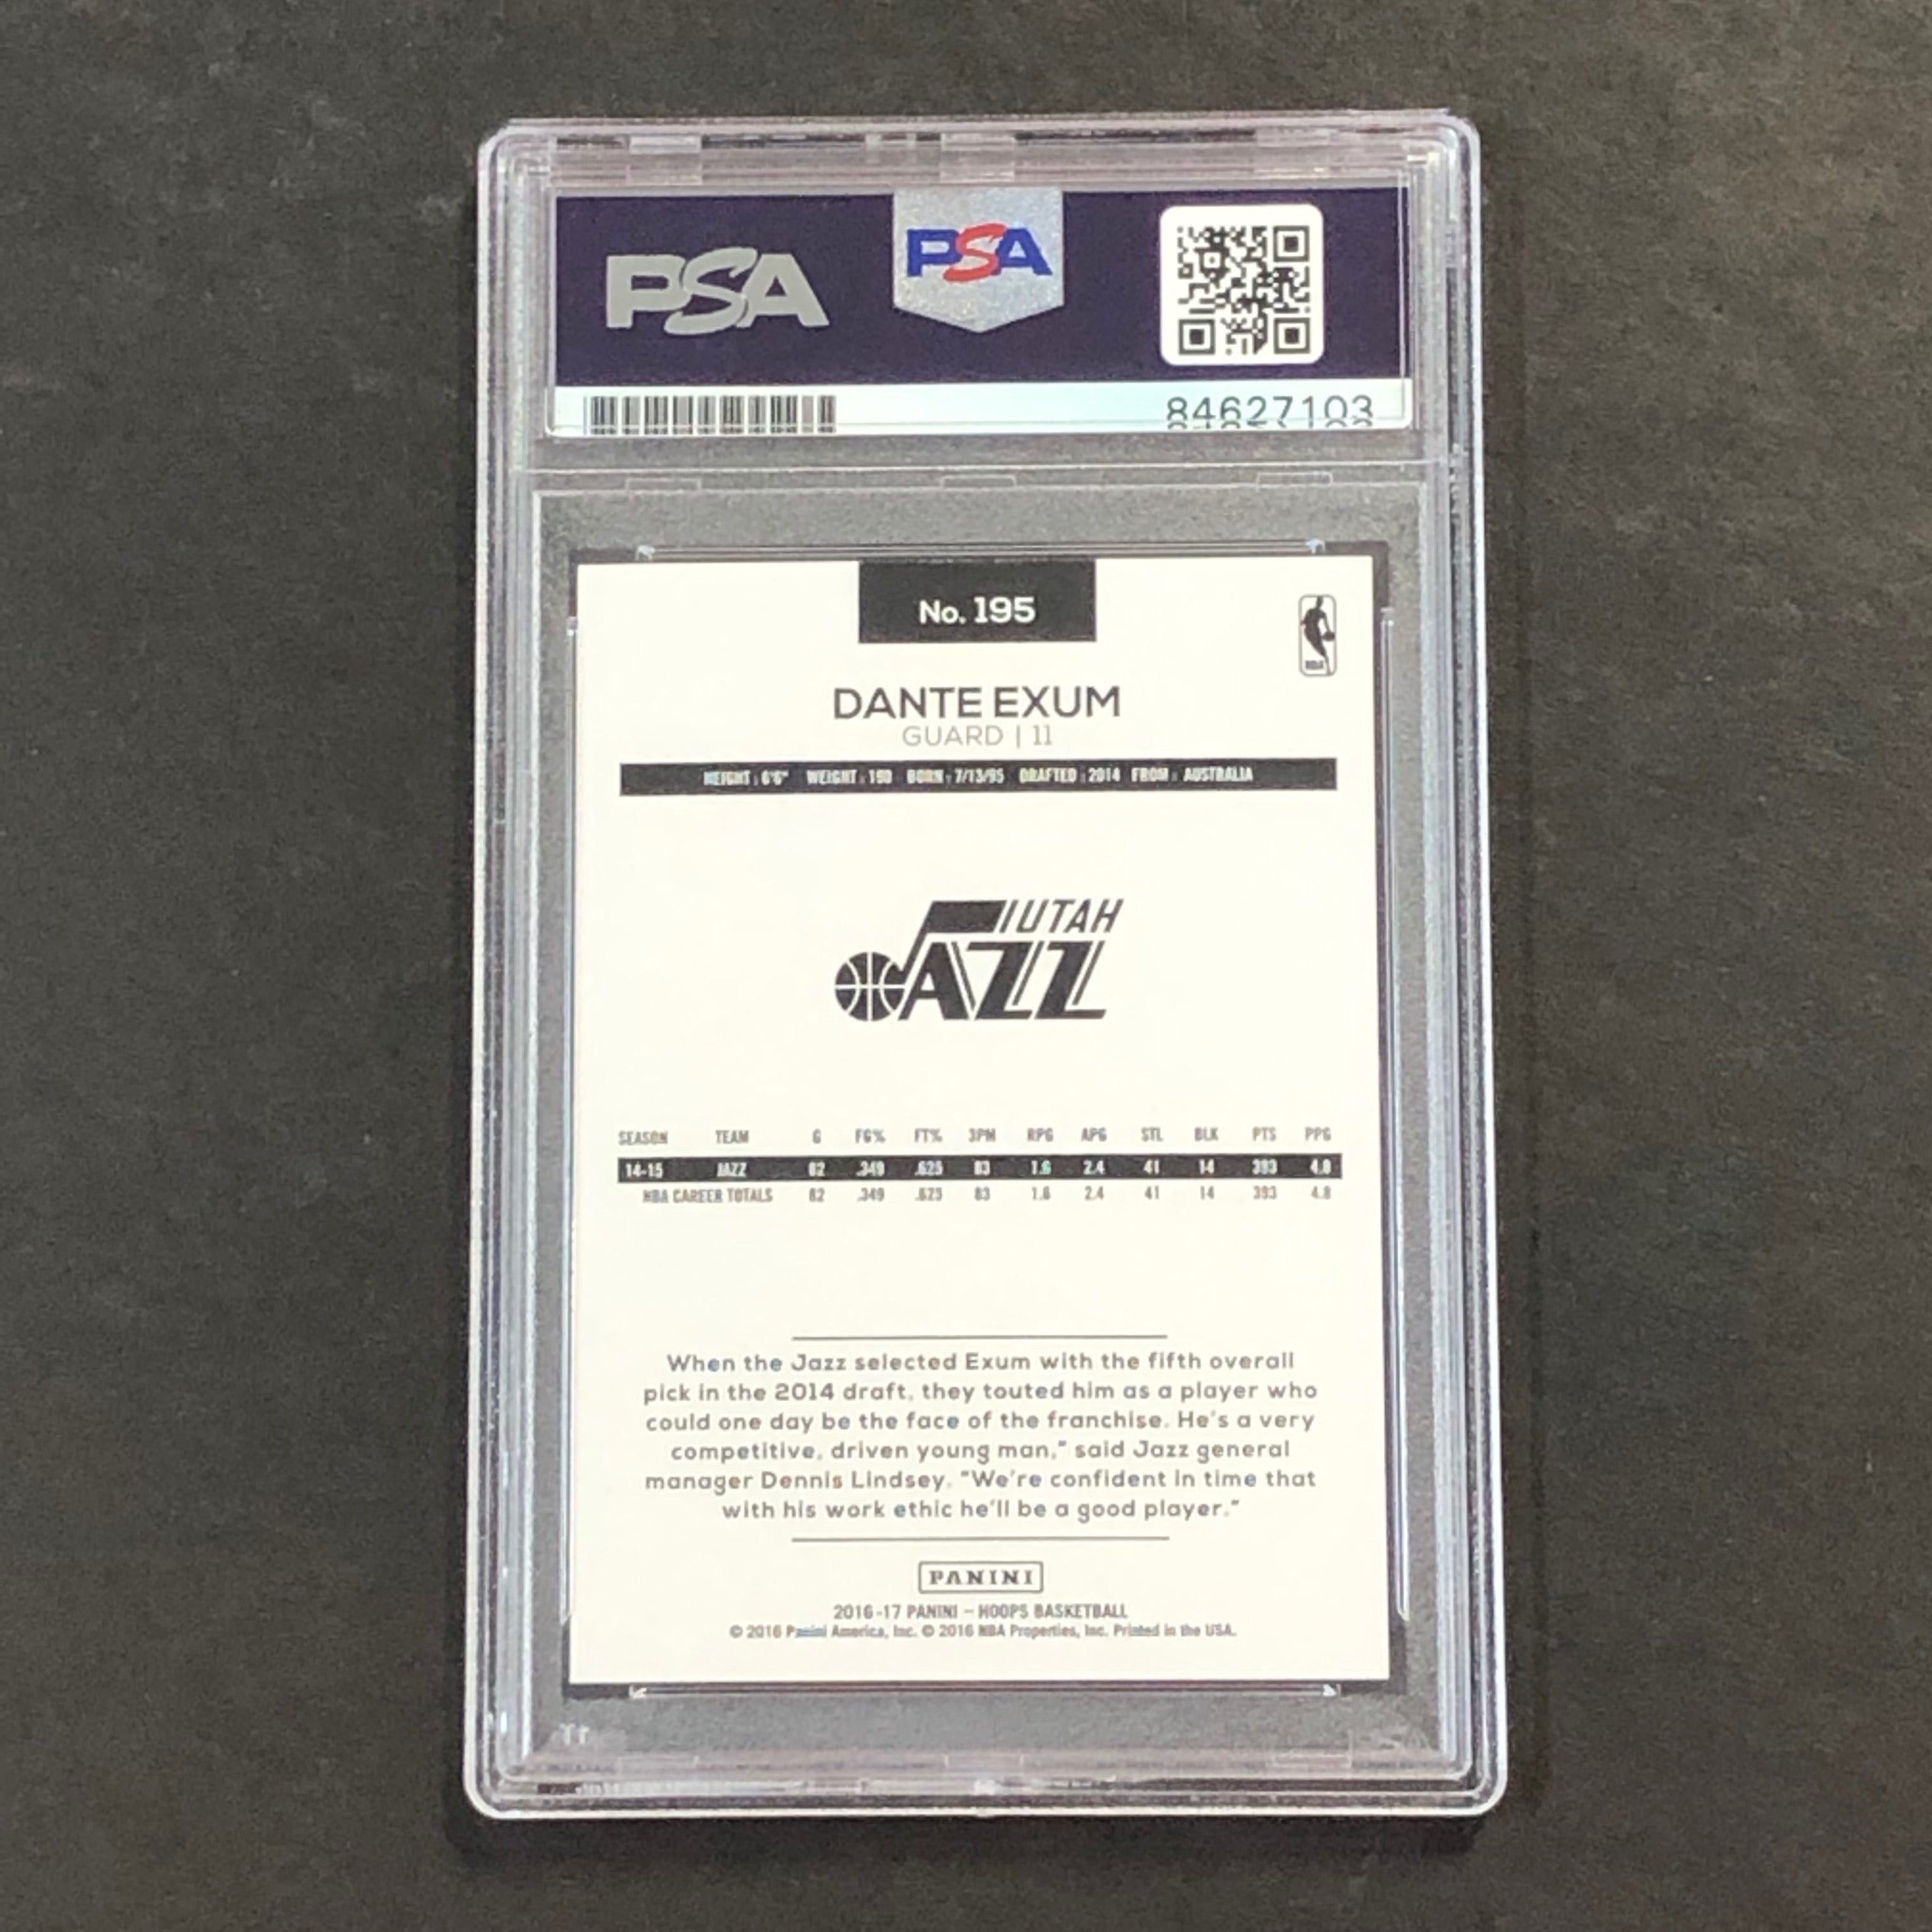 PSA
PSA
84627103
No. 195
NBA
DANTE EXUM
GUARD | 11
HEIGHT: 6'6" WEIGHT: 190 BORN: 7/13/95 DRAFTED: 2014 FROM: AUSTRALIA
UTAH
JAZZ
SEASON TEAM G FG% FT% 3PM RPG APG STL BLK PTS PPG
14-15 JAZZ 82 .349 .625 83 1.6 2.4 41 14 393 4.8
NBA CAREER TOTALS 82 .349 .625 83 1.6 2.4 41 14 393 4.8
When the Jazz selected Exum with the fifth overall
pick in the 2014 draft, they touted him as a player who
could one day be the face of the franchise. He's a very
competitive, driven young man," said Jazz general
manager Dennis Lindsey. "We're confident in time that
with his work ethic he'll be a good player."
PANINI
2016-17 PANINI – HOOPS BASKETBALL
© 2016 Panini America, Inc. © 2016 NBA Properties, Inc. Printed in the USA.